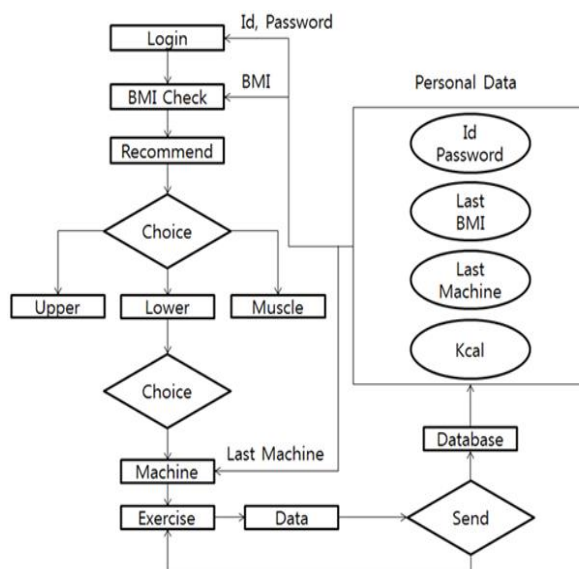 Id, Password
Login
BMI
BMI Check
Personal Data
Recommend
Id
Password
Choice
Last
BMI
Last
Machine
Upper
Lower
Muscle
Kcal
Choice
Last Machine
Machine
Database
Exercise
Data
Send